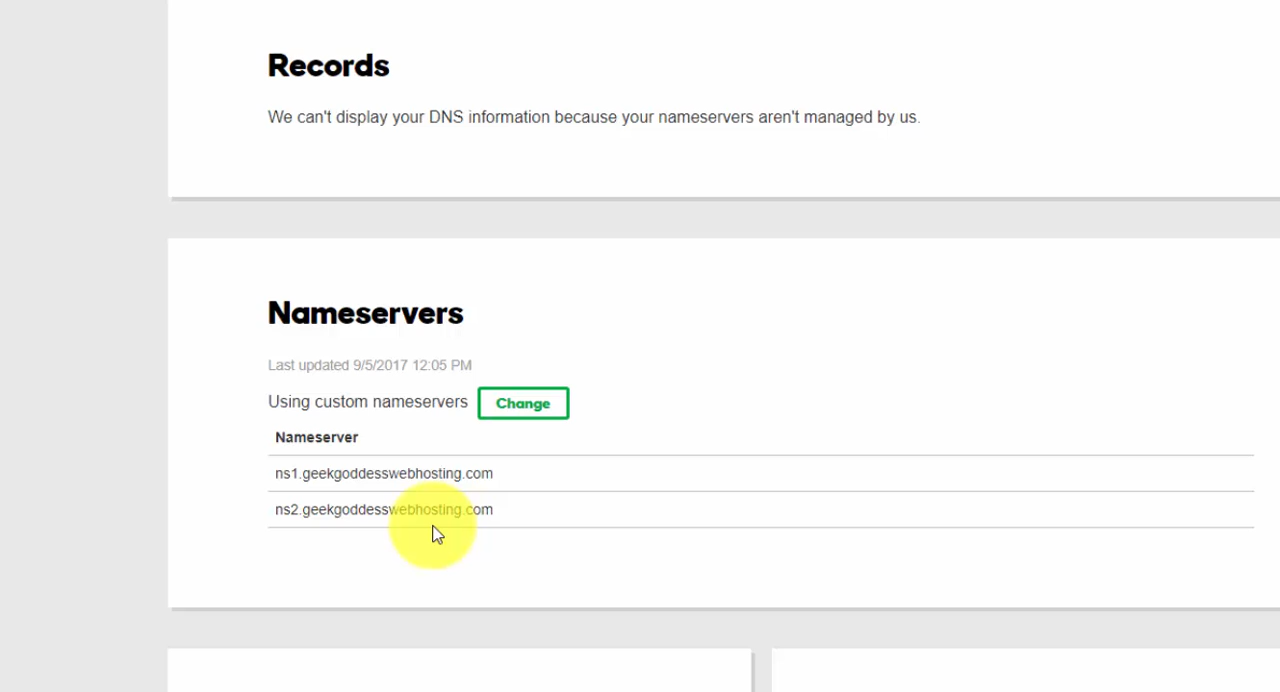 Records
We can't display your DNS information because your nameservers aren't managed by us.
Nameservers
Last updated 9/5/2017 12:05 PM
Using custom nameservers Change
Nameserver
ns1.geekgoddesswebhosting.com
ns2.geekgoddesswebhosting.com